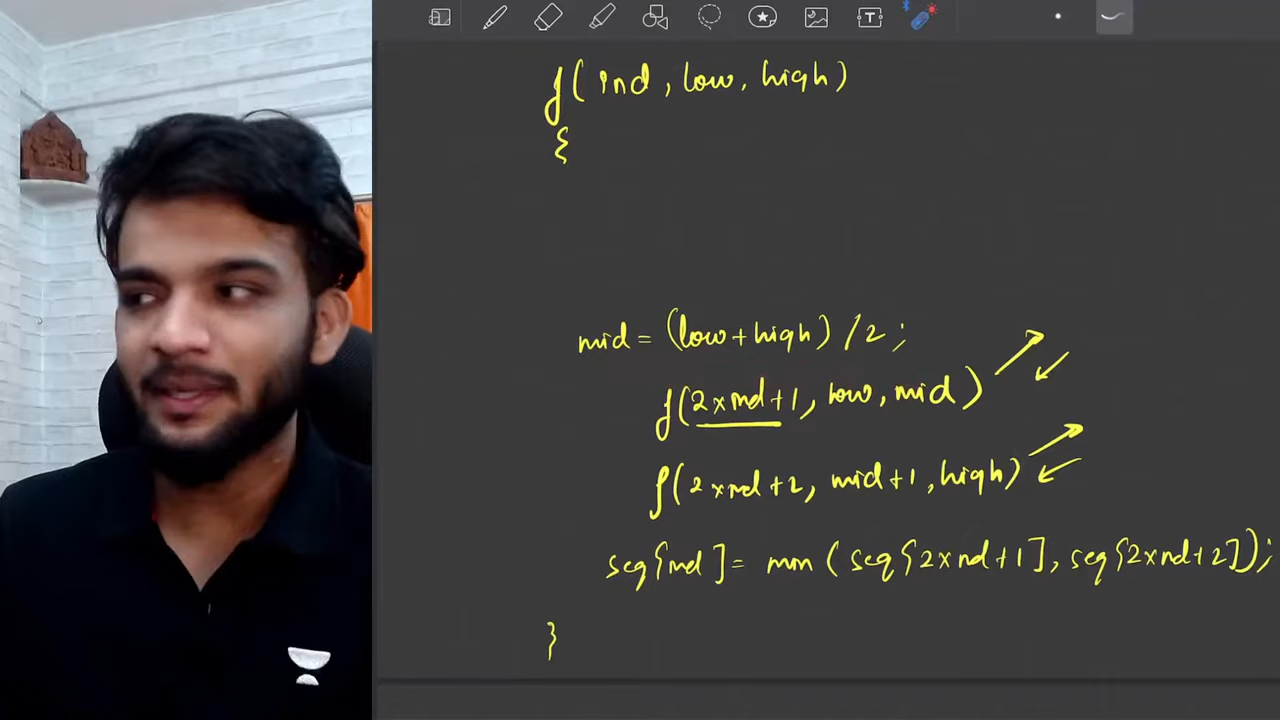 f( ind, low, high)
{
mid = (low + high) / 2 ;
f( 2 x ind + 1, low, mid )
f( 2 x ind + 2, mid + 1, high )
seg[ind] = min ( seg[2 x ind + 1], seg[2 x ind + 2]);
}